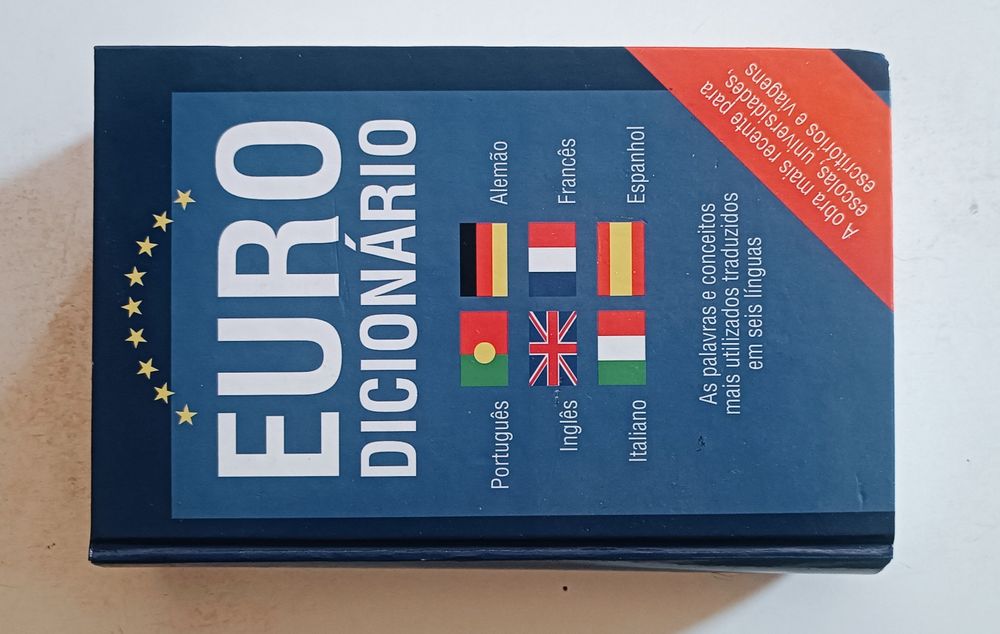 EURO
DICIONÁRIO
Português
Alemão
Inglês
Francês
Italiano
Espanhol
As palavras e conceitos
mais utilizados traduzidos
em seis línguas
A obra mais recente para
escolas, universidades,
escritórios e viagens